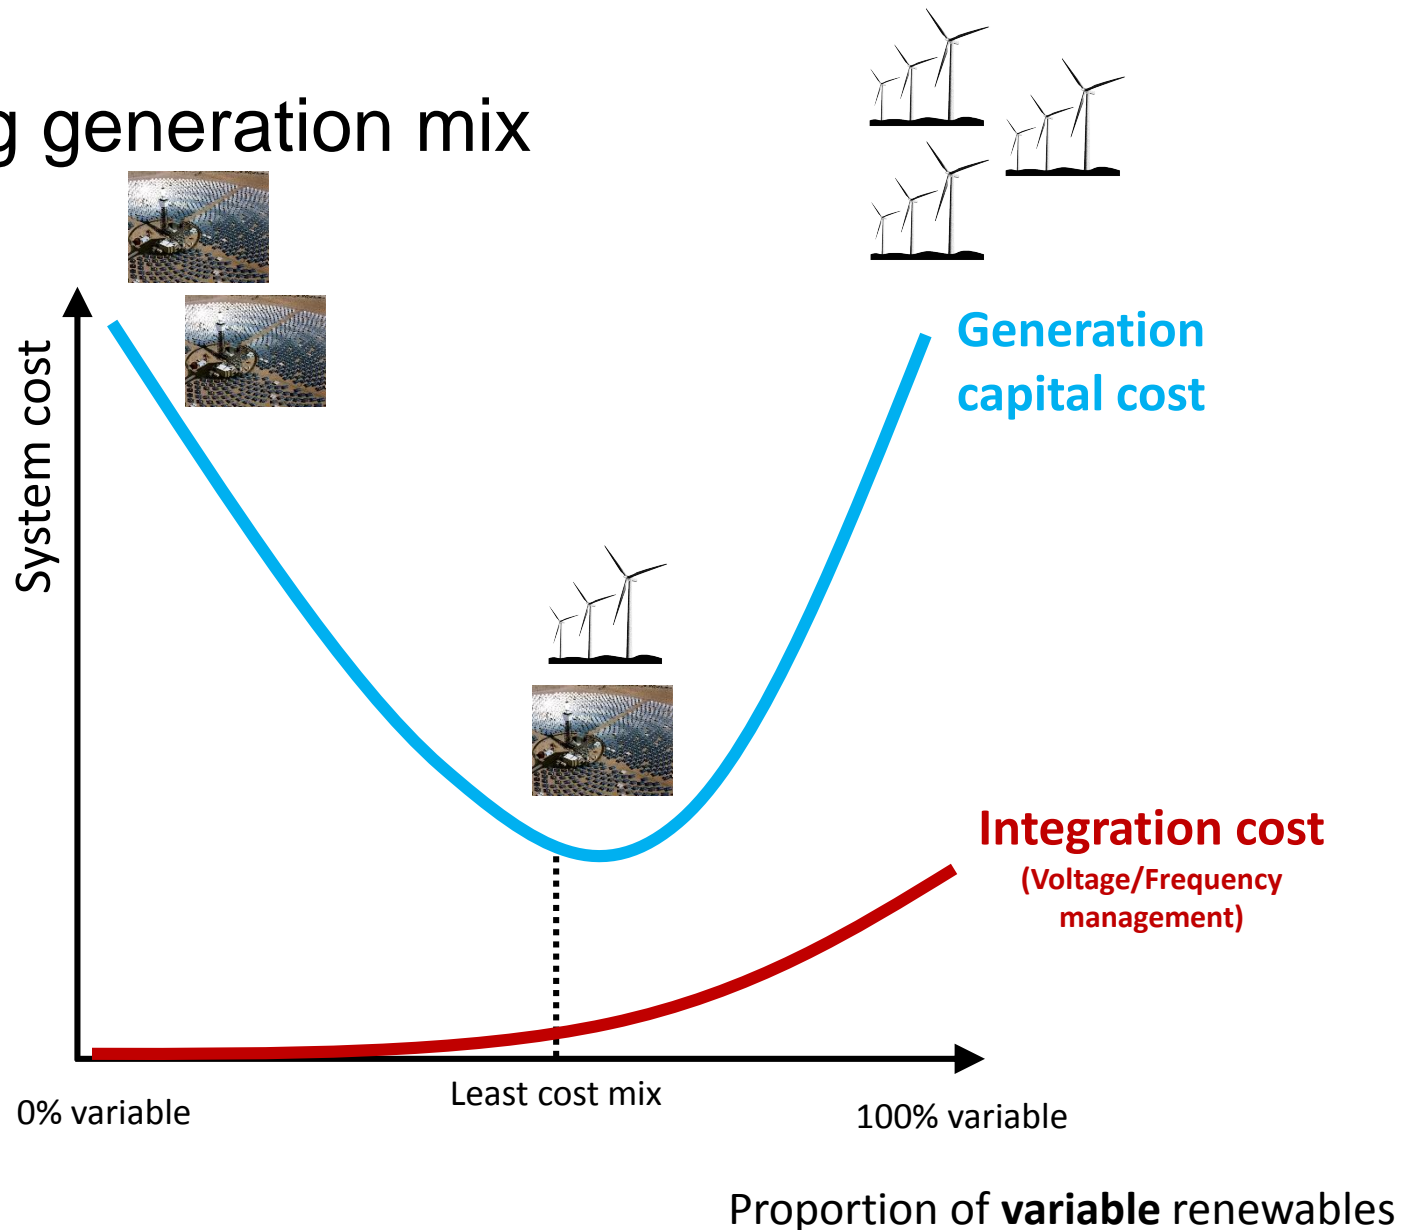 g generation mix
System cost
Generation
capital cost
Integration cost
(Voltage/Frequency
management)
0% variable
Least cost mix
100% variable
Proportion of variable renewables